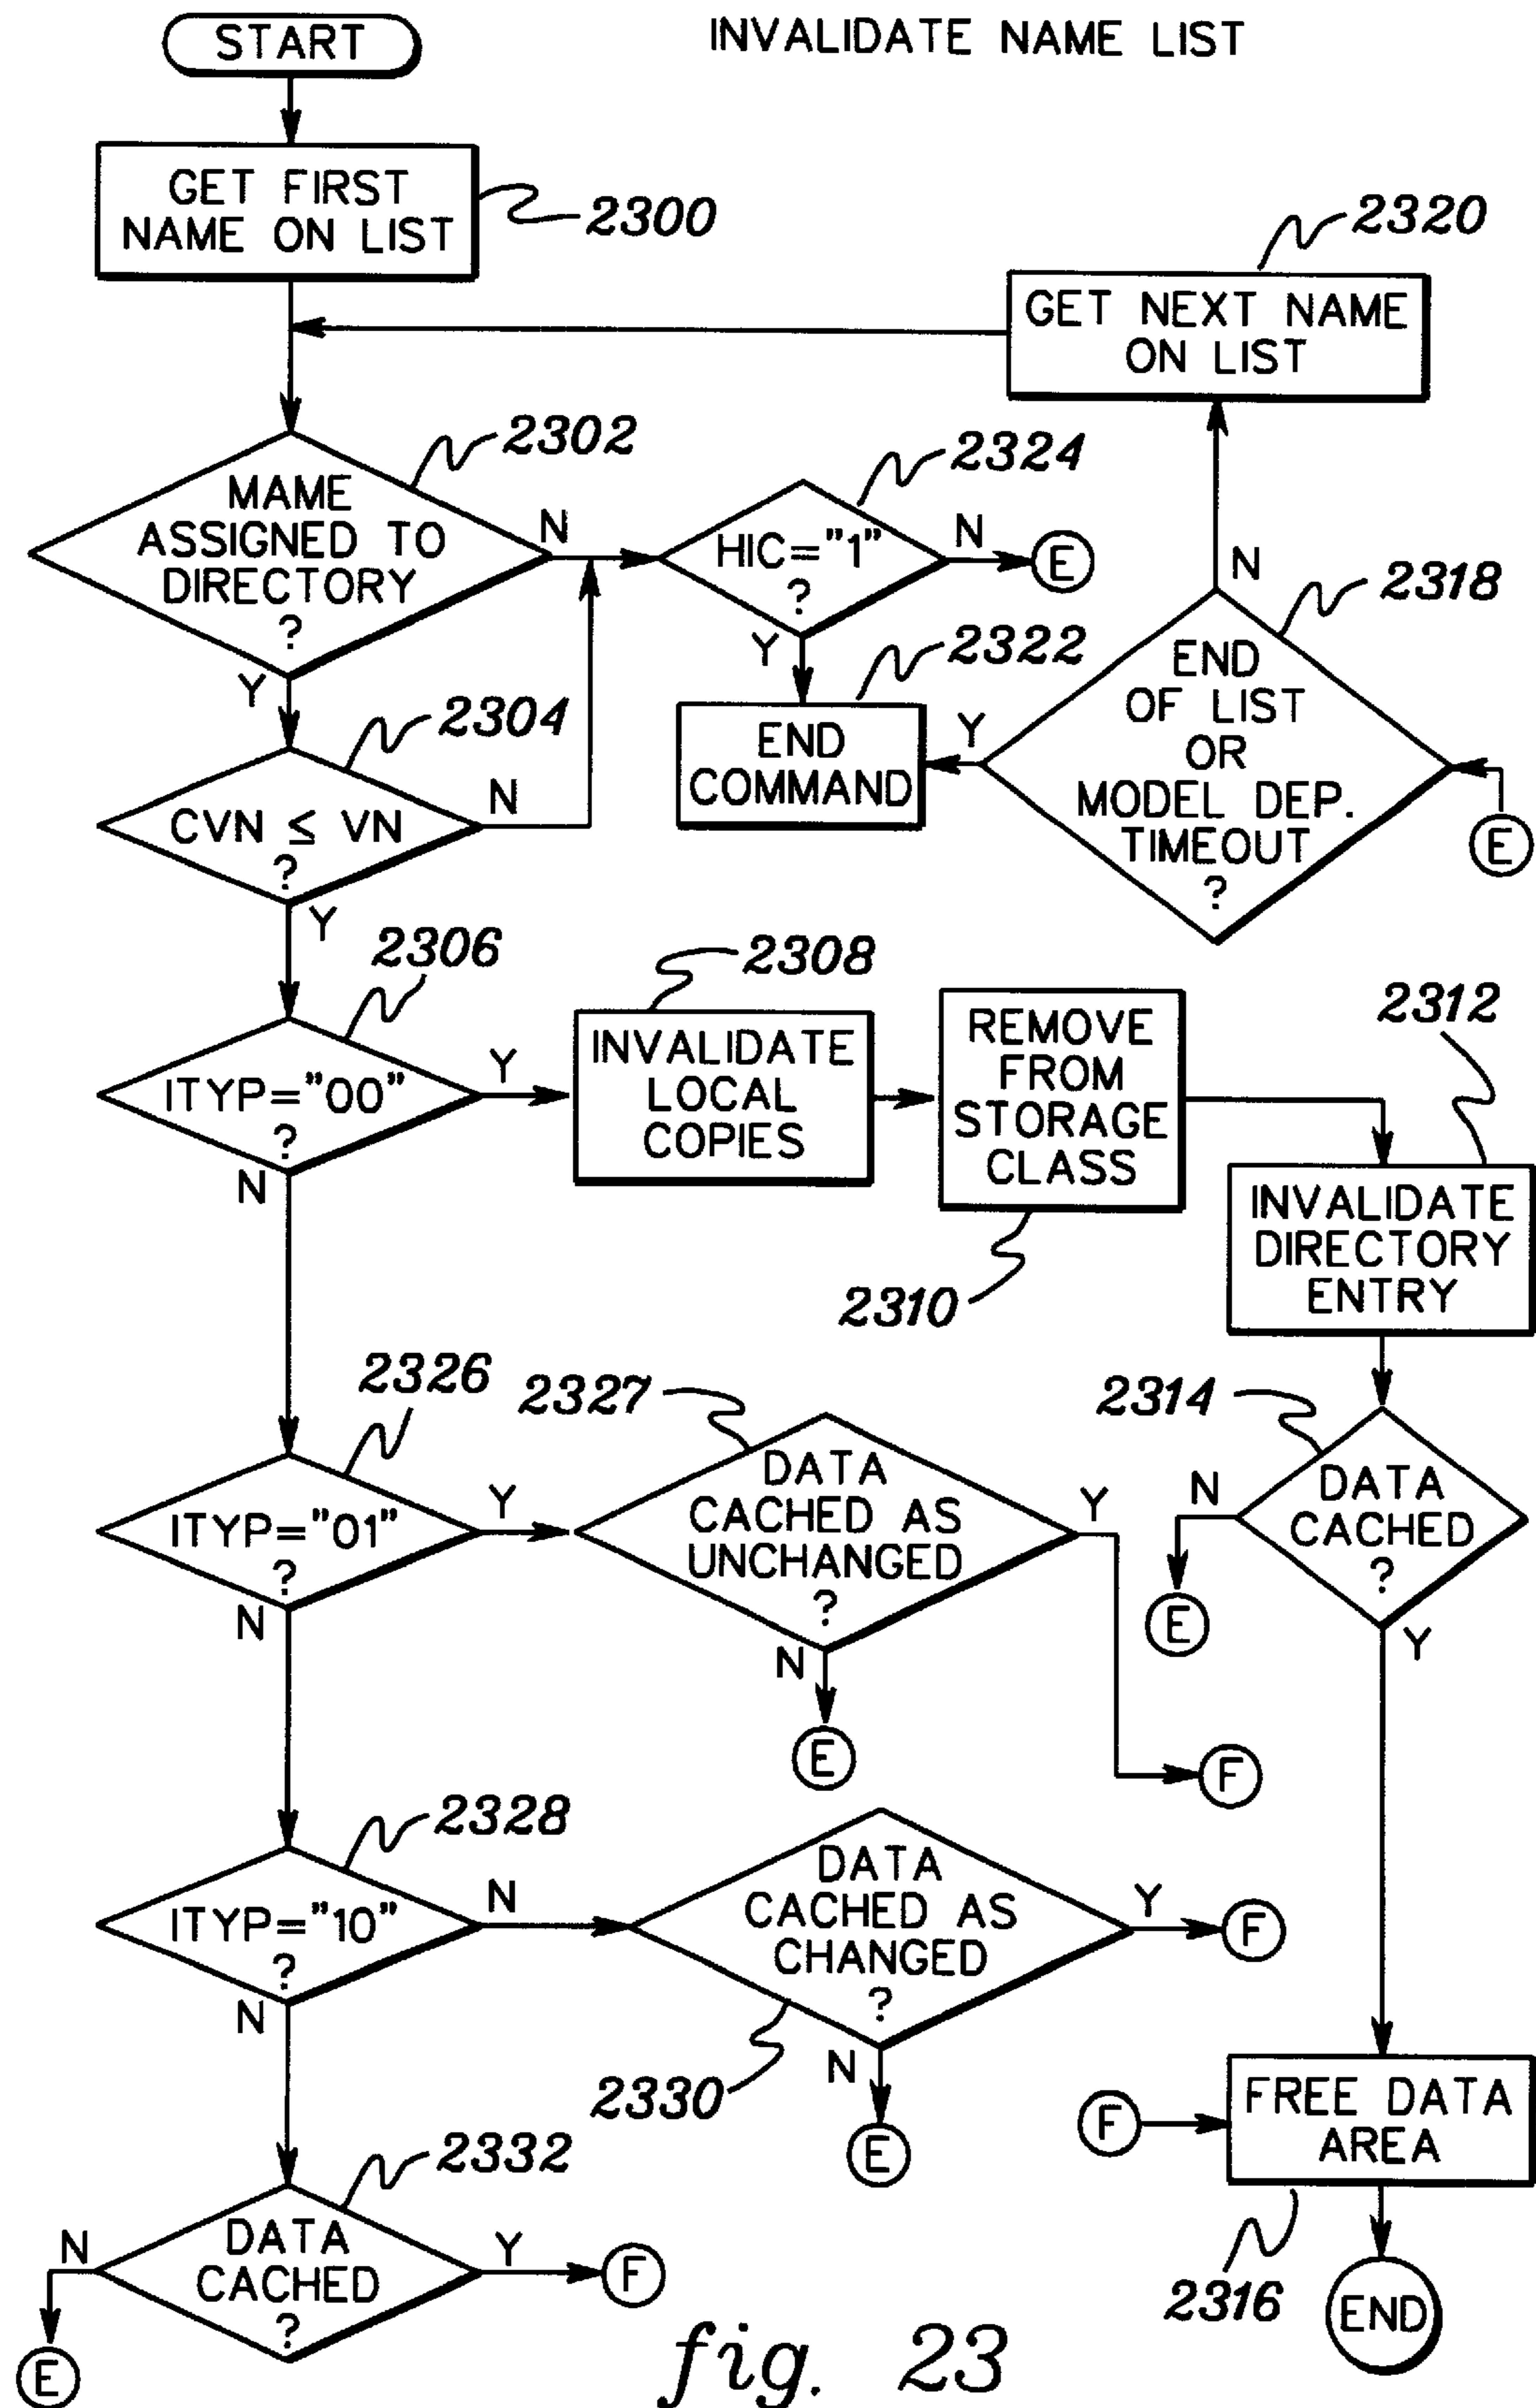 INVALIDATE NAME LIST
START
GET FIRST
NAME ON LIST
2300
2320
GET NEXT NAME
ON LIST
2302
MAME
ASSIGNED TO
DIRECTORY
?
N
Y
2324
HIC="1"
?
N
E
Y
2322
END
COMMAND
2318
N
END
OF LIST
OR
MODEL DEP.
TIMEOUT
?
Y
E
2304
CVN ≤ VN
?
N
Y
2306
ITYP="00"
?
Y
N
2308
INVALIDATE
LOCAL
COPIES
REMOVE
FROM
STORAGE
CLASS
2310
2312
INVALIDATE
DIRECTORY
ENTRY
2314
DATA
CACHED
?
N
E
Y
2326
ITYP="01"
?
Y
N
2327
DATA
CACHED AS
UNCHANGED
?
Y
F
N
E
2328
ITYP="10"
?
N
N
DATA
CACHED AS
CHANGED
?
Y
F
2330
N
E
F
FREE DATA
AREA
2316
END
2332
DATA
CACHED
?
N
E
Y
F
fig. 23